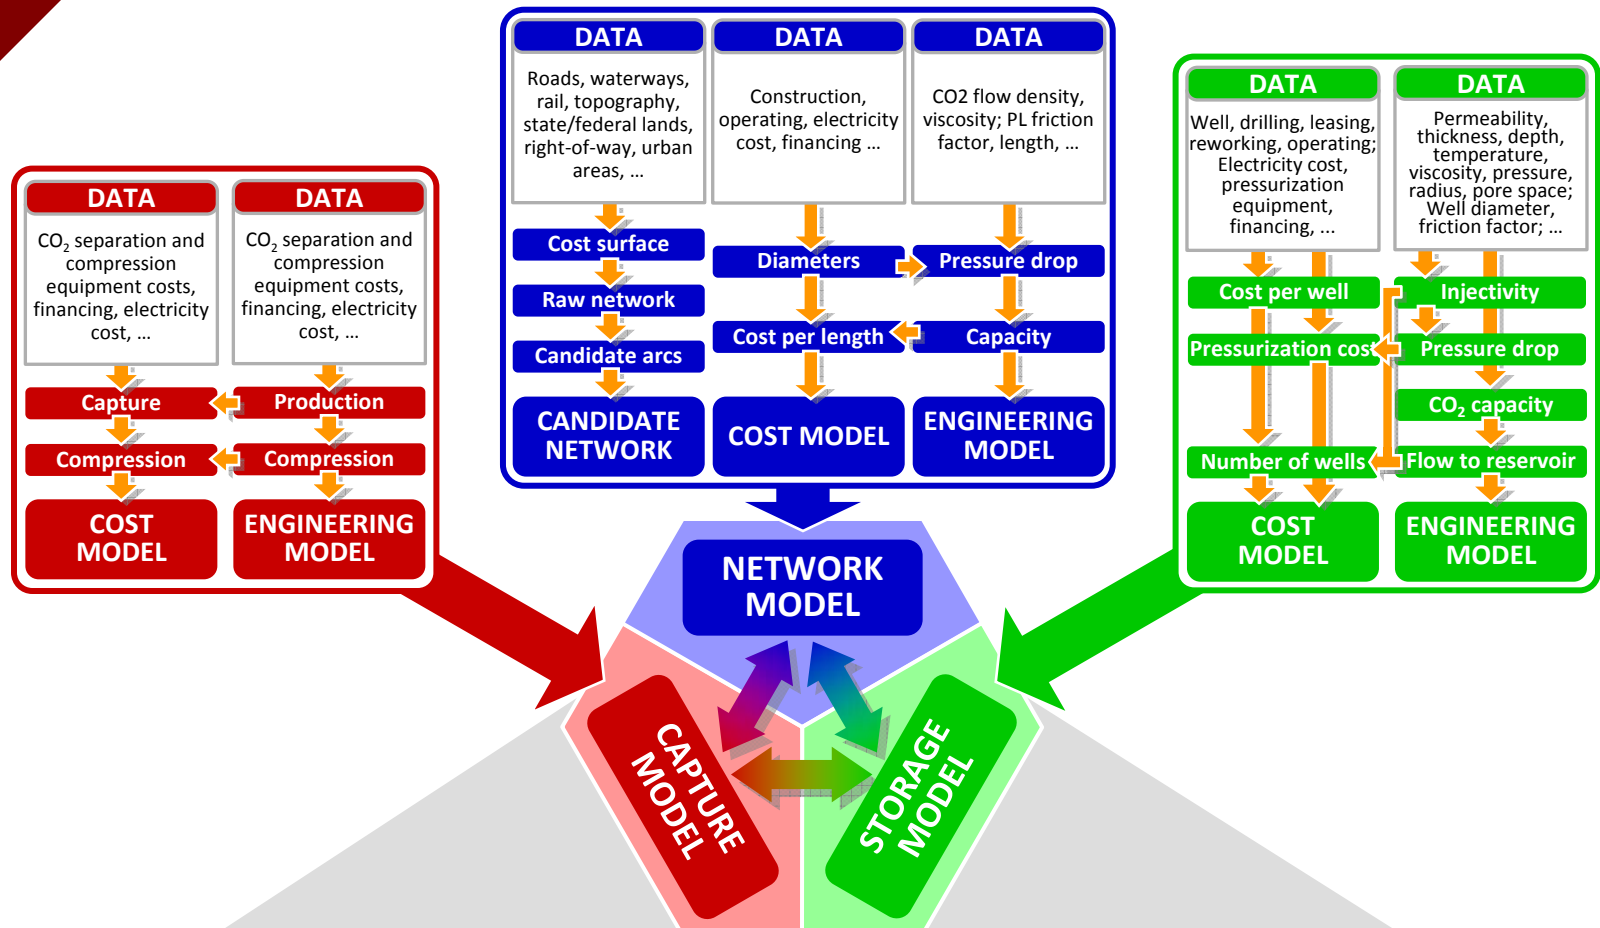 DATA
CO2 separation and
compression
equipment costs,
financing, electricity
cost, ...
Capture
Compression
COST
MODEL
DATA
CO2 separation and
compression
equipment costs,
financing, electricity
cost, ...
Production
Compression
ENGINEERING
MODEL
DATA
Roads, waterways,
rail, topography,
state/federal lands,
right-of-way, urban
areas, ...
Cost surface
Raw network
Candidate arcs
CANDIDATE
NETWORK
DATA
Construction,
operating, electricity
cost, financing ...
Diameters
Cost per length
COST MODEL
DATA
CO2 flow density,
viscosity; PL friction
factor, length, ...
Pressure drop
Capacity
ENGINEERING
MODEL
DATA
Well, drilling, leasing,
reworking, operating;
Electricity cost,
pressurization
equipment,
financing, ...
Cost per well
Pressurization cost
Number of wells
COST
MODEL
DATA
Permeability,
thickness, depth,
temperature,
viscosity, pressure,
radius, pore space;
Well diameter,
friction factor; ...
Injectivity
Pressure drop
CO2 capacity
Flow to reservoir
ENGINEERING
MODEL
NETWORK
MODEL
CAPTURE
MODEL
STORAGE
MODEL